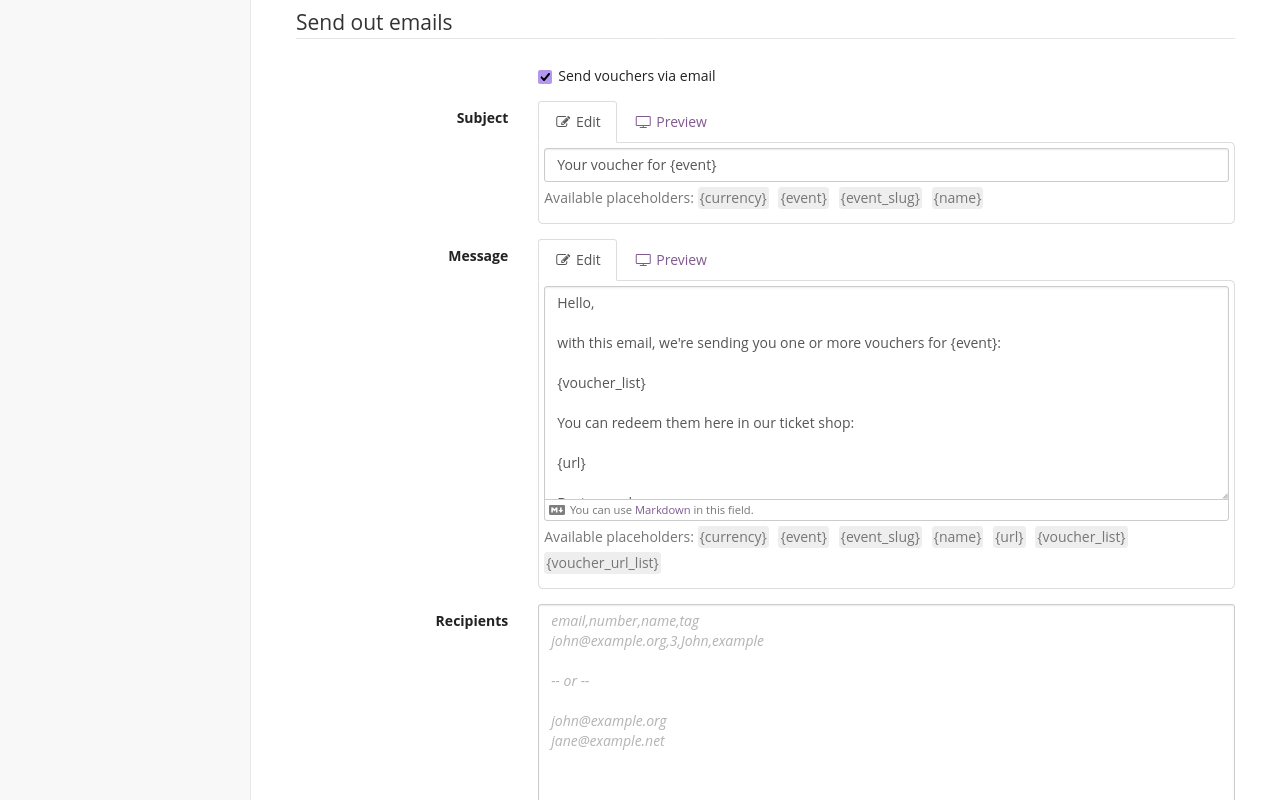 Send out emails
Send vouchers via email
Subject
Edit
Preview
Your voucher for {event}
Available placeholders: {currency} {event} {event_slug} {name}
Message
Edit
Preview
Hello,
with this email, we're sending you one or more vouchers for {event}:
{voucher_list}
You can redeem them here in our ticket shop:
{url}
You can use Markdown in this field.
Available placeholders: {currency} {event} {event_slug} {name} {url} {voucher_list}
{voucher_url_list}
Recipients
email,number,name,tag
john@example.org,3,John,example
-- or --
john@example.org
jane@example.net